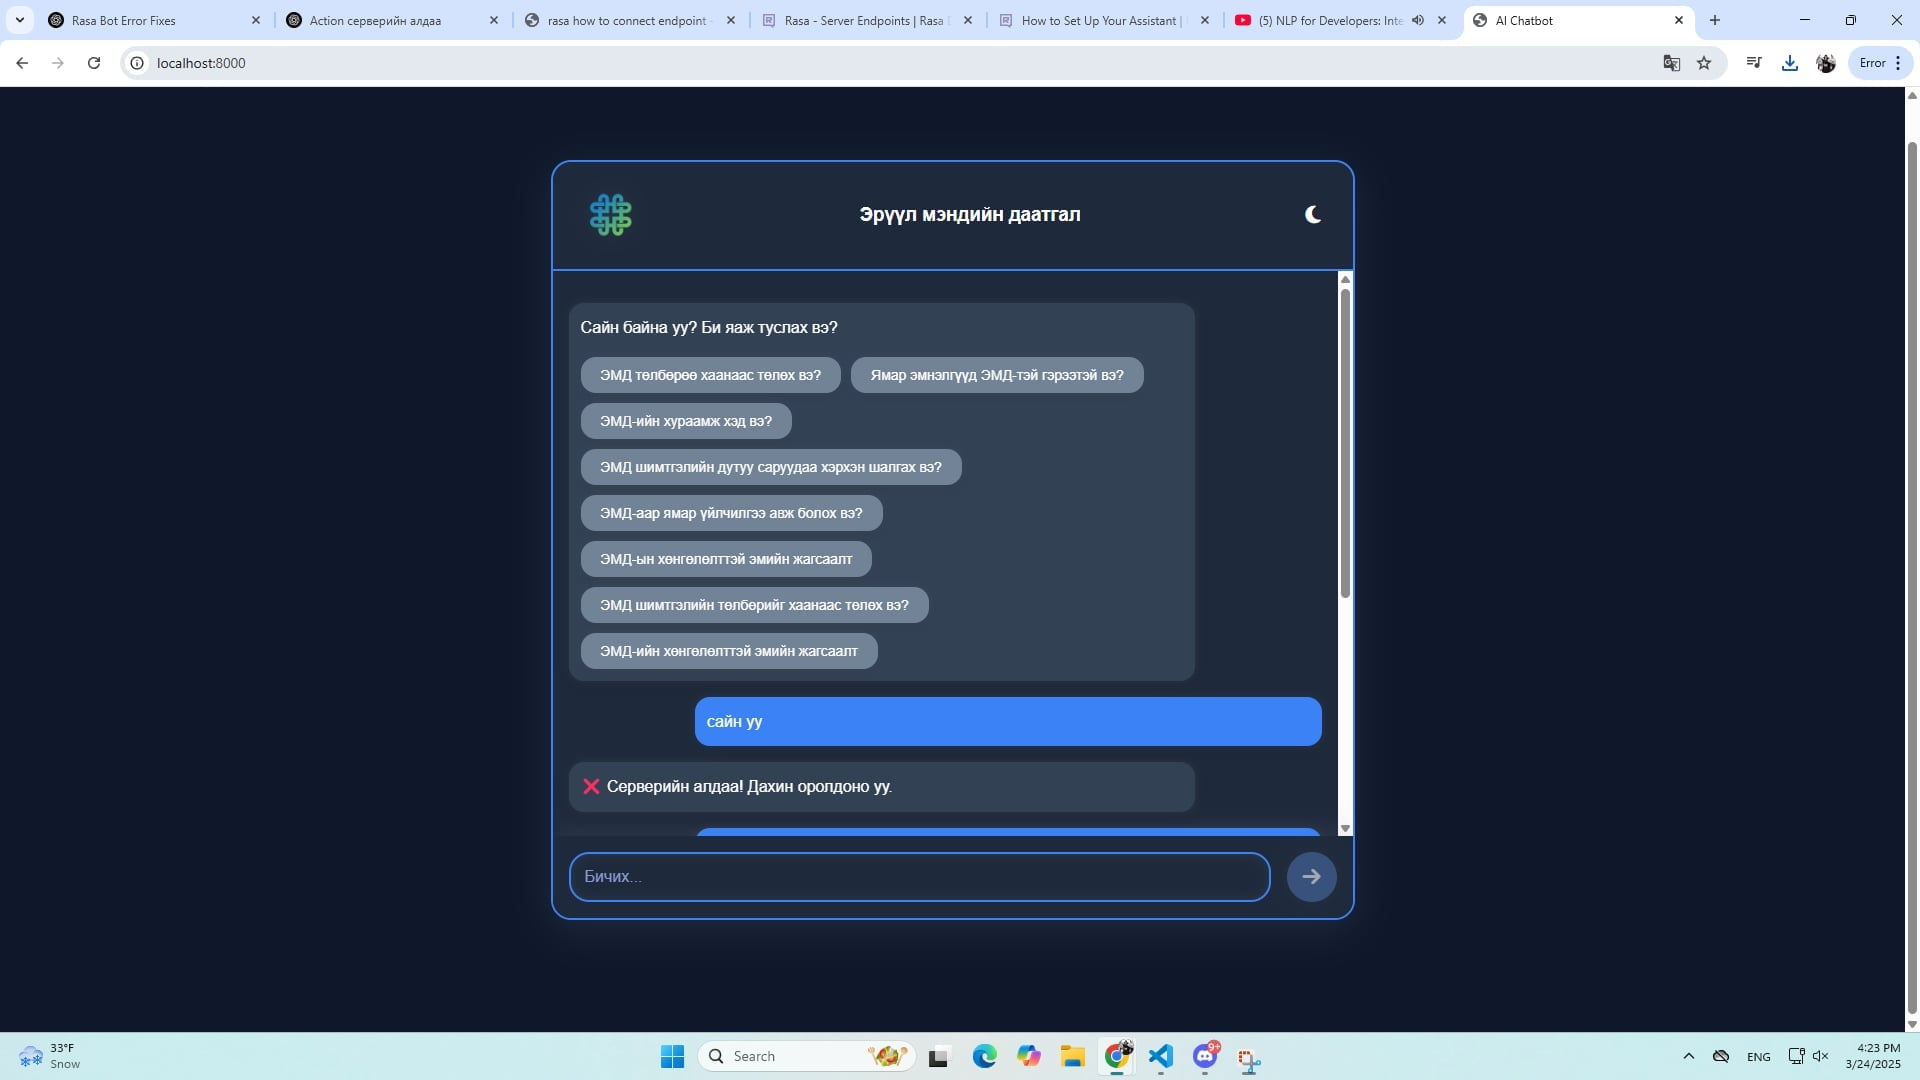 Rasa Bot Error Fixes
Action серверийн алдаа
rasa how to connect endpoint -
Rasa - Server Endpoints | Rasa
How to Set Up Your Assistant |
(5) NLP for Developers: Inte
AI Chatbot
localhost:8000
Error
Эрүүл мэндийн даатгал
Сайн байна уу? Би яаж туслах вэ?
ЭМД төлбөрөө хаанаас төлөх вэ?
Ямар эмнэлгүүд ЭМД-тэй гэрээтэй вэ?
ЭМД-ийн хураамж хэд вэ?
ЭМД шимтгэлийн дутуу саруудаа хэрхэн шалгах вэ?
ЭМД-аар ямар үйлчилгээ авж болох вэ?
ЭМД-ын хөнгөлөлттэй эмийн жагсаалт
ЭМД шимтгэлийн төлбөрийг хаанаас төлөх вэ?
ЭМД-ийн хөнгөлөлттэй эмийн жагсаалт
сайн уу
❌ Серверийн алдаа! Дахин оролдоно уу.
Бичих...
33°F
Snow
Search
9+
ENG
4:23 PM
3/24/2025